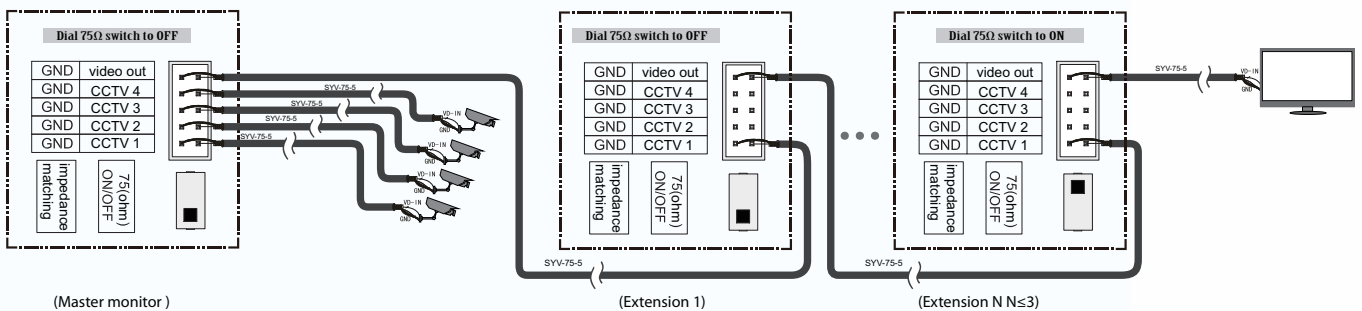 Dial 75Ω switch to OFF
GND video out
GND CCTV 4
GND CCTV 3
GND CCTV 2
GND CCTV 1
impedance matching
75(ohm) ON/OFF
SYV-75-5
SYV-75-5
SYV-75-5
SYV-75-5
VD-IN
GND
VD-IN
GND
VD-IN
GND
VD-IN
GND
(Master monitor )
Dial 75Ω switch to OFF
GND video out
GND CCTV 4
GND CCTV 3
GND CCTV 2
GND CCTV 1
impedance matching
75(ohm) ON/OFF
SYV-75-5
(Extension 1)
Dial 75Ω switch to ON
GND video out
GND CCTV 4
GND CCTV 3
GND CCTV 2
GND CCTV 1
impedance matching
75(ohm) ON/OFF
SYV-75-5
(Extension N N≤3)
SYV-75-5
VD-IN
GND